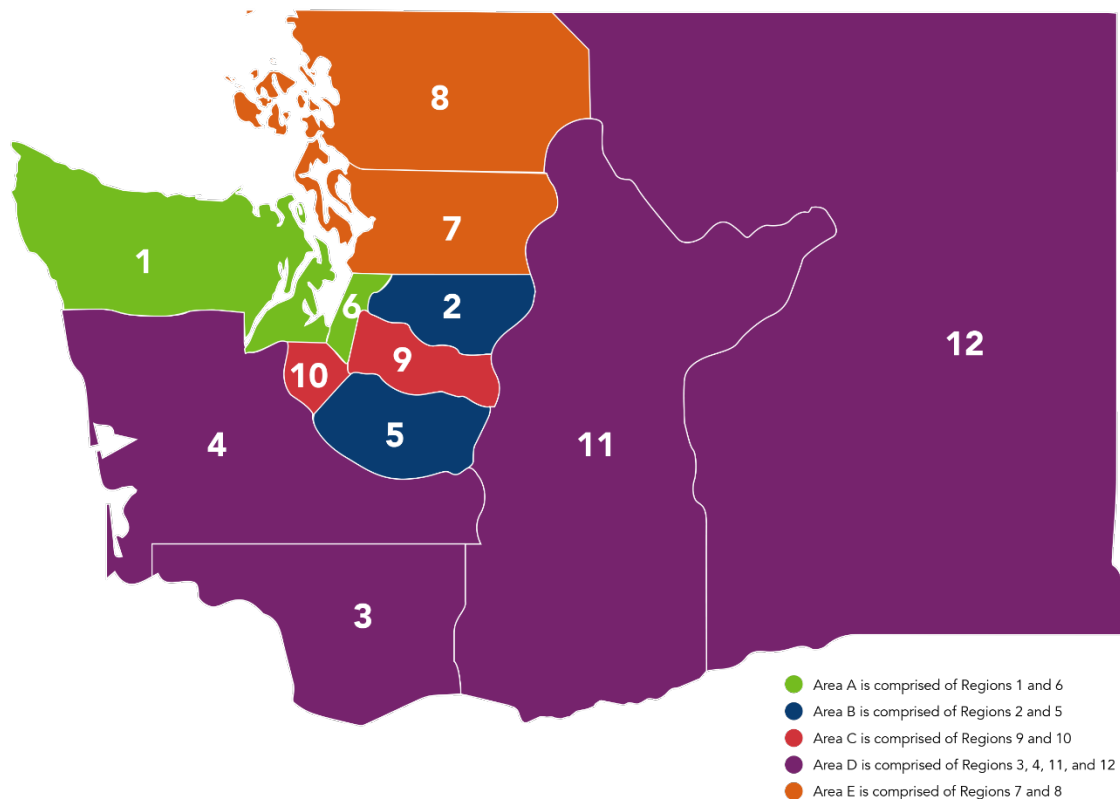 8
7
1
6
2
9
12
10
5
4
11
3
Area A is comprised of Regions 1 and 6
Area B is comprised of Regions 2 and 5
Area C is comprised of Regions 9 and 10
Area D is comprised of Regions 3, 4, 11, and 12
Area E is comprised of Regions 7 and 8